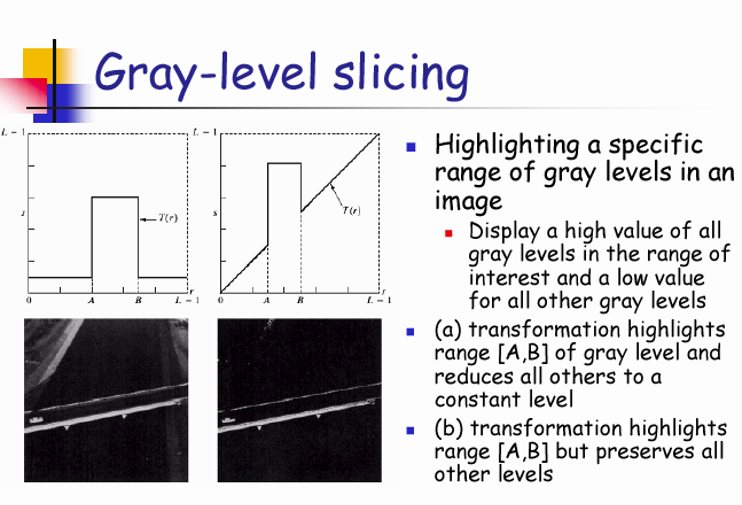 Gray-level slicing
L − 1
T(r)
0
A
B
L − 1
r
L − 1
s
T(r)
0
A
B
L − 1
r
Highlighting a specific
range of gray levels in an
image
Display a high value of all
gray levels in the range of
interest and a low value
for all other gray levels
(a) transformation highlights
range [A,B] of gray level and
reduces all others to a
constant level
(b) transformation highlights
range [A,B] but preserves all
other levels